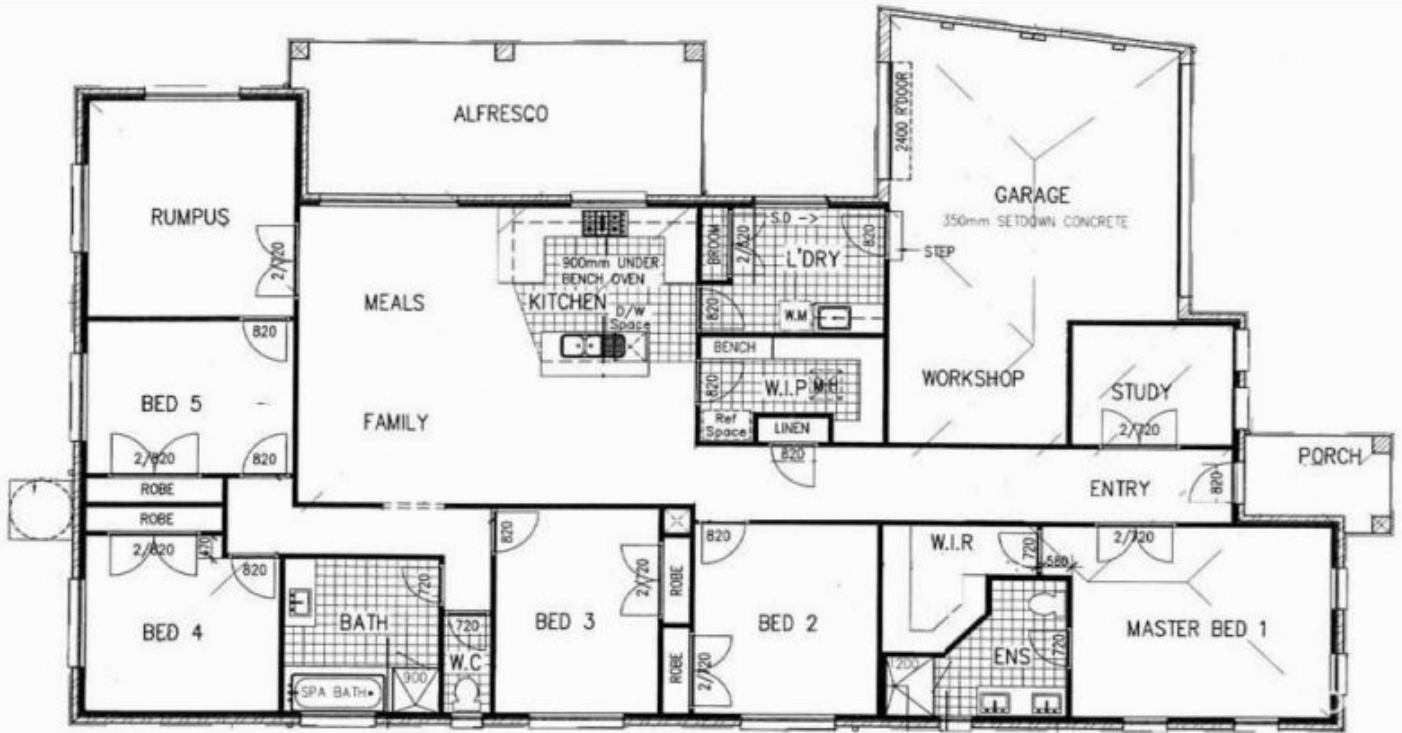 ALFRESCO
2400 R'DOOR
GARAGE
350mm SETDOWN CONCRETE
RUMPUS
2/720
S.D ->
BROOM
2/620
820
L'DRY
STEP
900mm UNDER
BENCH OVEN
MEALS
KITCHEN
D/W
Space
820
W.M
BENCH
820
BED 5
820
W.I.P
M.H
WORKSHOP
STUDY
2/720
FAMILY
Ref
Space
LINEN
2/820
820
820
PORCH
ENTRY
820
ROBE
ROBE
2/820
470
820
820
2/720
ROBE
820
W.I.R
720
580
2/720
BED 4
BATH
720
720
W.C
BED 3
BED 2
MASTER BED 1
ENS
720
ROBE
2/720
SPA BATH
900
1200